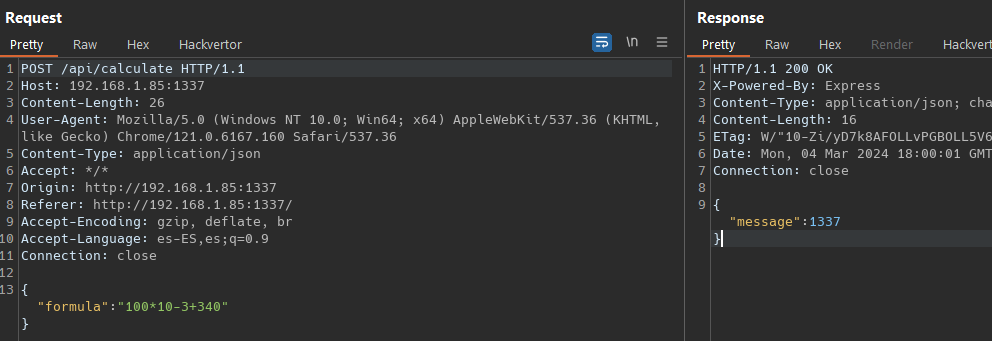 Request
Pretty Raw Hex Hackvertor \n
1 POST /api/calculate HTTP/1.1
2 Host: 192.168.1.85:1337
3 Content-Length: 26
4 User-Agent: Mozilla/5.0 (Windows NT 10.0; Win64; x64) AppleWebKit/537.36 (KHTML,
like Gecko) Chrome/121.0.6167.160 Safari/537.36
5 Content-Type: application/json
6 Accept: */*
7 Origin: http://192.168.1.85:1337
8 Referer: http://192.168.1.85:1337/
9 Accept-Encoding: gzip, deflate, br
10 Accept-Language: es-ES,es;q=0.9
11 Connection: close
12
13 {
"formula":"100*10-3+340"
}
Response
Pretty Raw Hex Render Hackvert
1 HTTP/1.1 200 OK
2 X-Powered-By: Express
3 Content-Type: application/json; cha
4 Content-Length: 16
5 ETag: W/"10-Zi/yD7k8AFOLLvPGBOLL5V6
6 Date: Mon, 04 Mar 2024 18:00:01 GMT
7 Connection: close
8
9 {
"message":1337
}